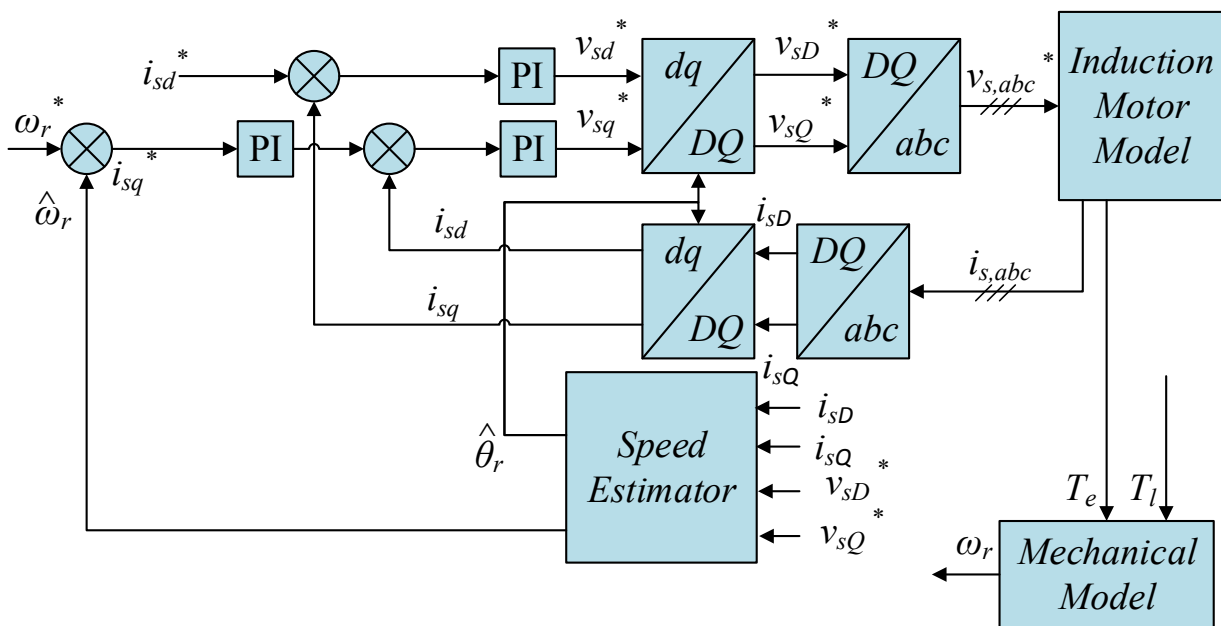 i_sd*
PI
v_sd*
dq
DQ
v_sD*
DQ
abc
v_s,abc*
Induction
Motor
Model
ω_r*
i_sq*
PI
PI
v_sq*
v_sQ*
ω̂_r
i_sd
i_sq
dq
DQ
i_sD
DQ
abc
i_s,abc
i_sQ
θ̂_r
Speed
Estimator
i_sD
i_sQ
v_sD*
v_sQ*
T_e
T_l
ω_r
Mechanical
Model